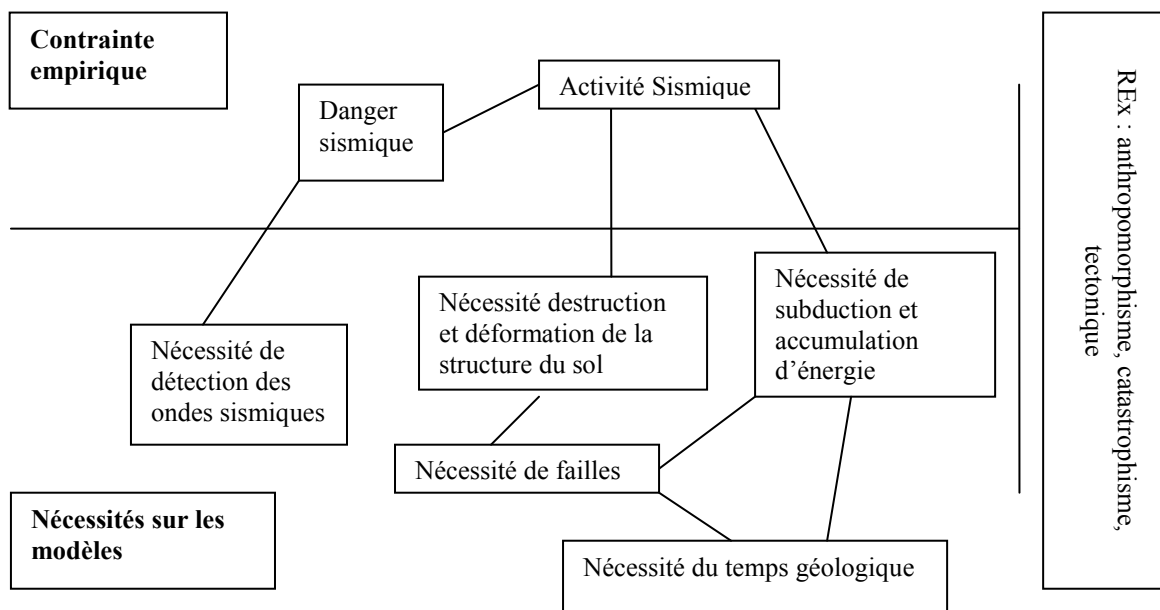 Contrainte
empirique
Activité Sismique
Danger
sismique
Nécessité de
détection des
ondes sismiques
Nécessité destruction
et déformation de la
structure du sol
Nécessité de
subduction et
accumulation
d’énergie
Nécessité de failles
Nécessité du temps géologique
Nécessités sur les
modèles
REx : anthropomorphisme, catastrophisme,
tectonique